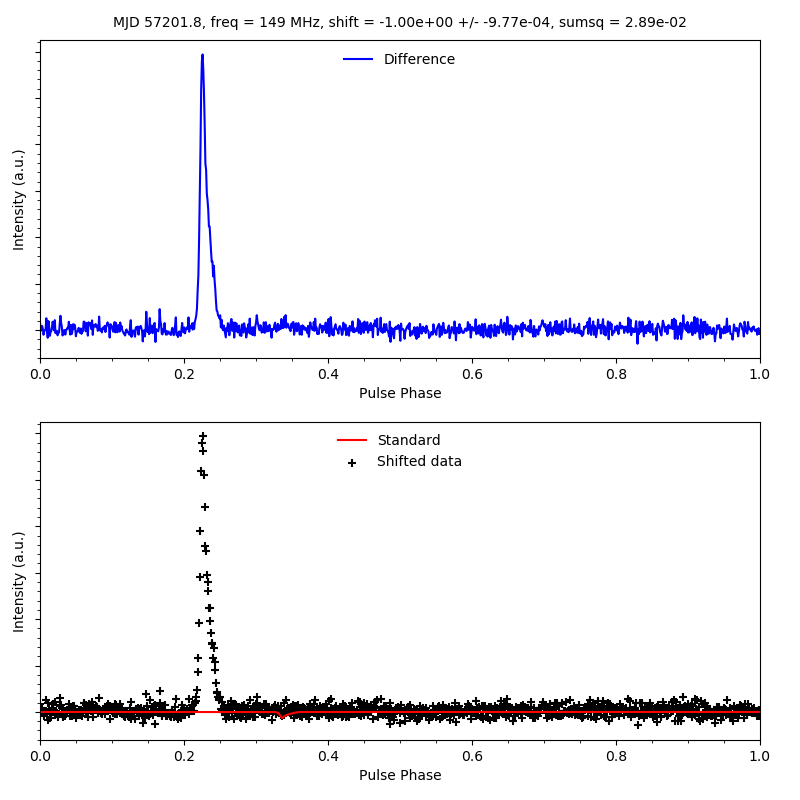 MJD 57201.8, freq = 149 MHz, shift = -1.00e+00 +/- -9.77e-04, sumsq = 2.89e-02
Difference
Intensity (a.u.)
0.0 0.2 0.4 0.6 0.8 1.0
Pulse Phase
Standard
Shifted data
Intensity (a.u.)
0.0 0.2 0.4 0.6 0.8 1.0
Pulse Phase